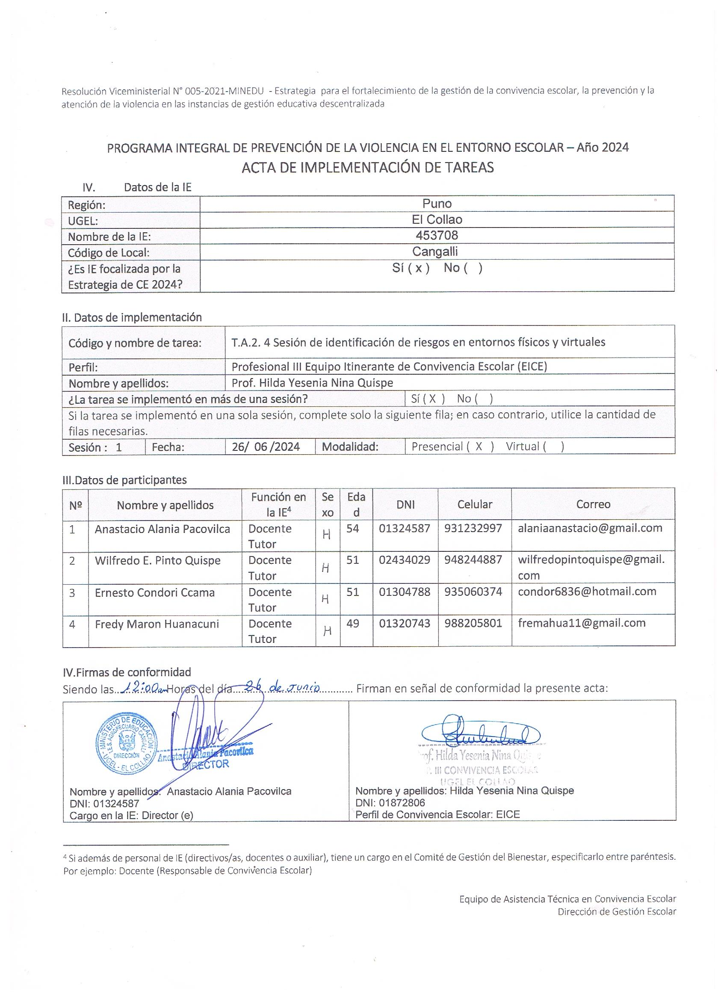 Resolución Viceministerial N° 005-2021-MINEDU - Estrategia para el fortalecimiento de la gestión de la convivencia escolar, la prevención y la
atención de la violencia en las instancias de gestión educativa descentralizada
PROGRAMA INTEGRAL DE PREVENCIÓN DE LA VIOLENCIA EN EL ENTORNO ESCOLAR – Año 2024
ACTA DE IMPLEMENTACIÓN DE TAREAS
IV. Datos de la IE
Región: Puno
UGEL: El Collao
Nombre de la IE: 453708
Código de Local: Cangalli
¿Es IE focalizada por la Sí ( x ) No ( )
Estrategia de CE 2024?
II. Datos de implementación
Código y nombre de tarea: T.A.2. 4 Sesión de identificación de riesgos en entornos físicos y virtuales
Perfil: Profesional III Equipo Itinerante de Convivencia Escolar (EICE)
Nombre y apellidos: Prof. Hilda Yesenia Nina Quispe
¿La tarea se implementó en más de una sesión? Sí ( X ) No ( )
Si la tarea se implementó en una sola sesión, complete solo la siguiente fila; en caso contrario, utilice la cantidad de
filas necesarias.
Sesión : 1 Fecha: 26/ 06 /2024 Modalidad: Presencial ( X ) Virtual ( )
III.Datos de participantes
Nº Nombre y apellidos Función en la IE⁴ Se xo Eda d DNI Celular Correo
1 Anastacio Alania Pacovilca Docente Tutor H 54 01324587 931232997 alaniaanastacio@gmail.com
2 Wilfredo E. Pinto Quispe Docente Tutor H 51 02434029 948244887 wilfredopintoquispe@gmail.
com
3 Ernesto Condori Ccama Docente Tutor H 51 01304788 935060374 condor6836@hotmail.com
4 Fredy Maron Huanacuni Docente Tutor H 49 01320743 988205801 fremahua11@gmail.com
IV.Firmas de conformidad
Siendo las..12:00am Horas del día...26 de Junio............ Firman en señal de conformidad la presente acta:
MINISTERIO DE EDUCACIÓN
I.E.S. AGROPECUARIO CANGALLI
DIRECCIÓN
UGEL - EL COLLAO
Anastacio Alania Pacovilca
DIRECTOR
Nombre y apellidos: Anastacio Alania Pacovilca
DNI: 01324587
Cargo en la IE: Director (e)
Prof. Hilda Yesenia Nina Quispe
P. III CONVIVENCIA ESCOLAR
UGEL EL COLLAO
Nombre y apellidos: Hilda Yesenia Nina Quispe
DNI: 01872806
Perfil de Convivencia Escolar: EICE
⁴ Si además de personal de IE (directivos/as, docentes o auxiliar), tiene un cargo en el Comité de Gestión del Bienestar, especificarlo entre paréntesis.
Por ejemplo: Docente (Responsable de Convivencia Escolar)
Equipo de Asistencia Técnica en Convivencia Escolar
Dirección de Gestión Escolar